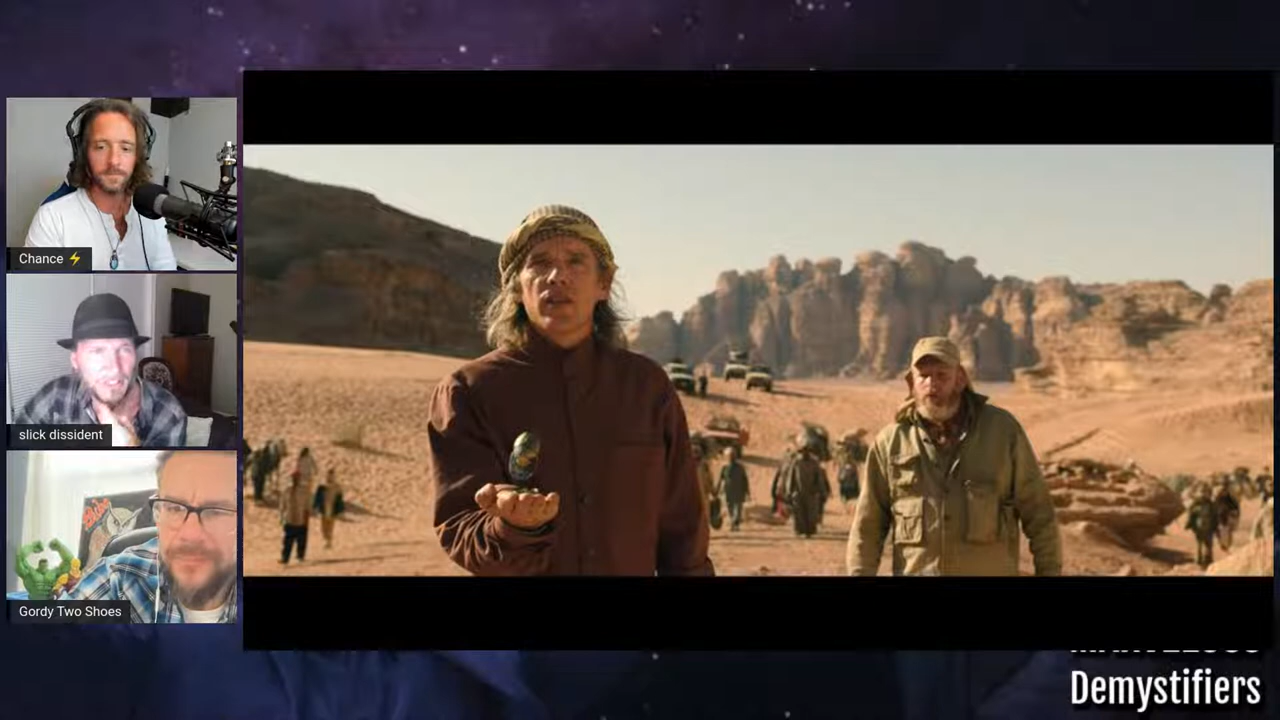 Chance ⚡
slick dissident
Gordy Two Shoes
Demystifiers